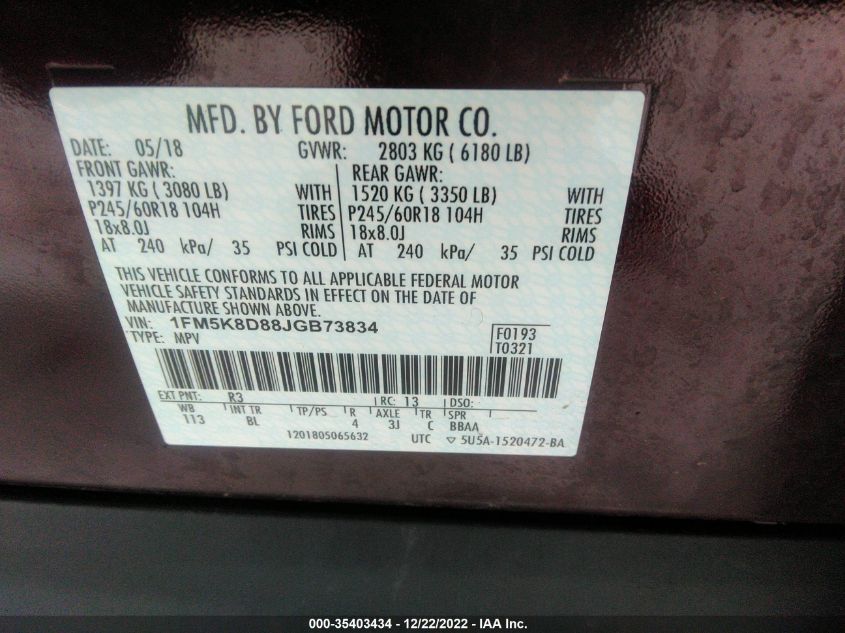 MFD. BY FORD MOTOR CO.
DATE: 05/18 GVWR: 2803 KG ( 6180 LB)
FRONT GAWR: REAR GAWR:
1397 KG ( 3080 LB) WITH 1520 KG ( 3350 LB) WITH
P245/60R18 104H TIRES P245/60R18 104H TIRES
18x8.0J RIMS 18x8.0J RIMS
AT 240 kPa/ 35 PSI COLD AT 240 kPa/ 35 PSI COLD
THIS VEHICLE CONFORMS TO ALL APPLICABLE FEDERAL MOTOR
VEHICLE SAFETY STANDARDS IN EFFECT ON THE DATE OF
MANUFACTURE SHOWN ABOVE.
VIN: 1FM5K8D88JGB73834 F0193
TYPE: MPV T0321
EXT PNT: R3 RC: 13 DSO:
WB INT TR TP/PS R AXLE TR SPR
113 BL 4 3J C BBAA
1201805065632 UTC ▽ 5U5A-1520472-BA
000-35403434 - 12/22/2022 - IAA Inc.